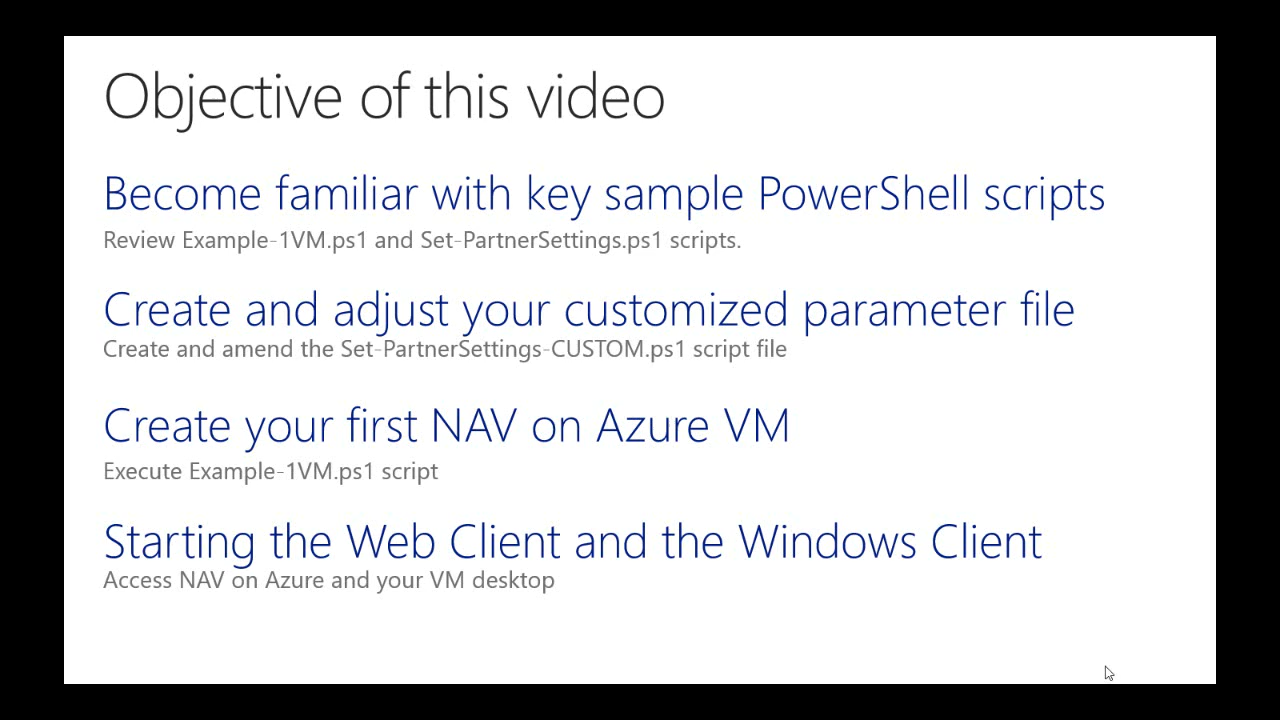 Objective of this video
Become familiar with key sample PowerShell scripts
Review Example-1VM.ps1 and Set-PartnerSettings.ps1 scripts.
Create and adjust your customized parameter file
Create and amend the Set-PartnerSettings-CUSTOM.ps1 script file
Create your first NAV on Azure VM
Execute Example-1VM.ps1 script
Starting the Web Client and the Windows Client
Access NAV on Azure and your VM desktop